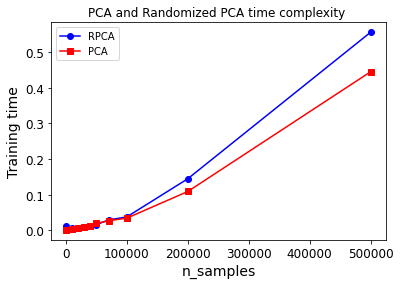 PCA and Randomized PCA time complexity
RPCA
PCA
Training time
0.5
0.4
0.3
0.2
0.1
0.0
0 100000 200000 300000 400000 500000
n_samples